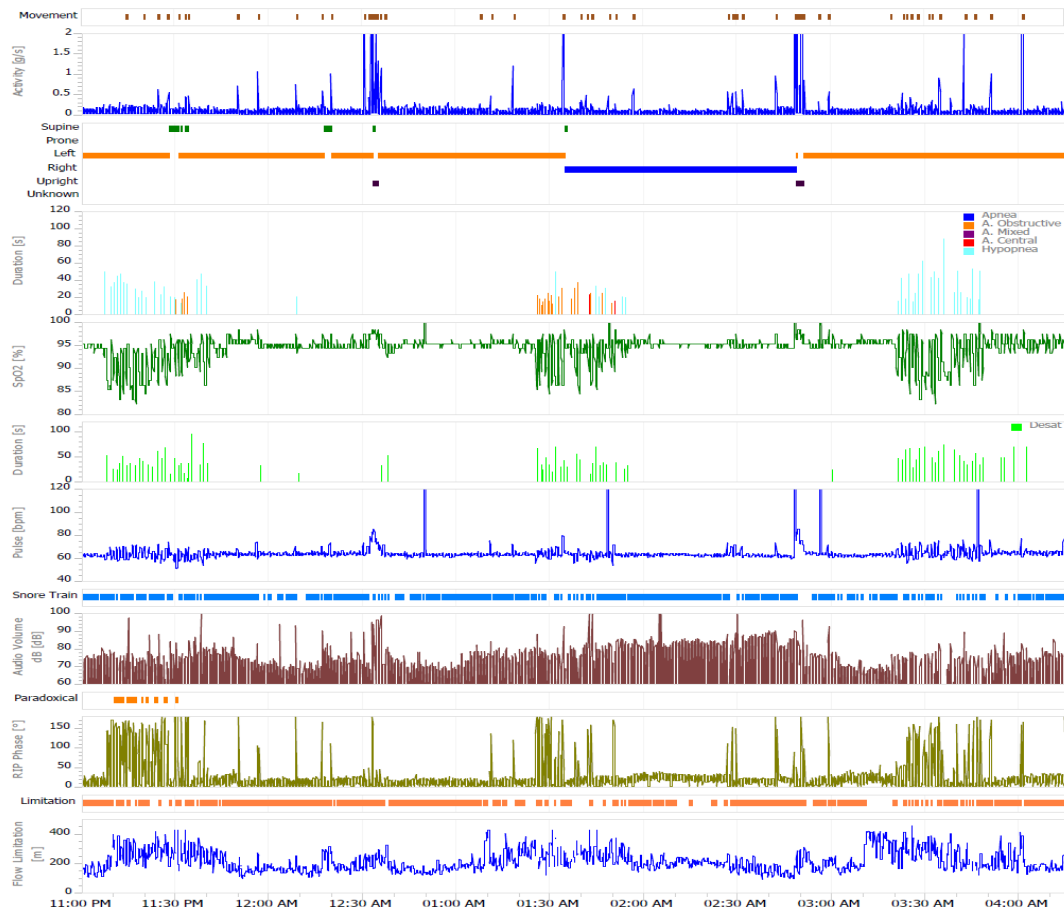 Movement
Activity [g/s]
2
1.5
1
0.5
0
Supine
Prone
Left
Right
Upright
Unknown
Duration [s]
120
100
80
60
40
20
0
Apnea
A. Obstructive
A. Mixed
A. Central
Hypopnea
SpO2 [%]
100
95
90
85
80
Duration [s]
100
50
0
Desat
Pulse [bpm]
120
100
80
60
40
Snore Train
Audio Volume
dB [dB]
100
90
80
70
60
Paradoxical
RIP Phase [°]
150
100
50
0
Limitation
Flow Limitation
[m]
400
200
0
11:00 PM 11:30 PM 12:00 AM 12:30 AM 01:00 AM 01:30 AM 02:00 AM 02:30 AM 03:00 AM 03:30 AM 04:00 AM